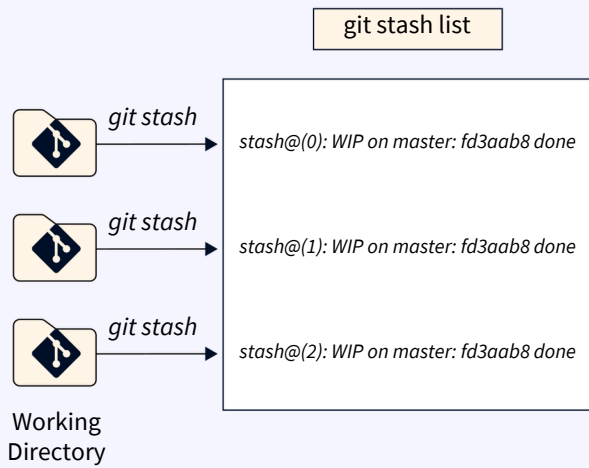 git stash list
git stash
stash@(0): WIP on master: fd3aab8 done
git stash
stash@(1): WIP on master: fd3aab8 done
git stash
stash@(2): WIP on master: fd3aab8 done
Working
Directory